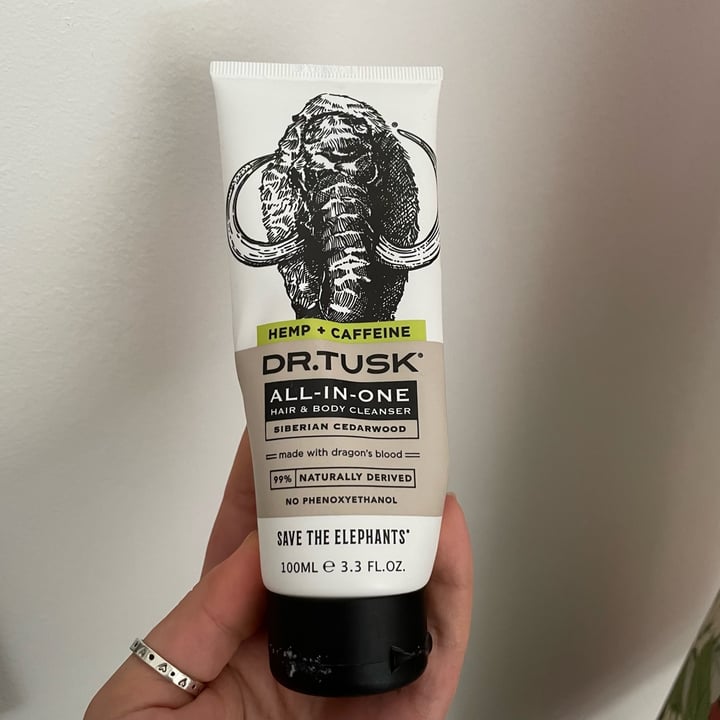 HEMP + CAFFEINE
DR.TUSK®
ALL-IN-ONE
HAIR & BODY CLEANSER
SIBERIAN CEDARWOOD
made with dragon's blood
99% NATURALLY DERIVED
NO PHENOXYETHANOL
SAVE THE ELEPHANTS*
100ML ℮ 3.3 FL.OZ.